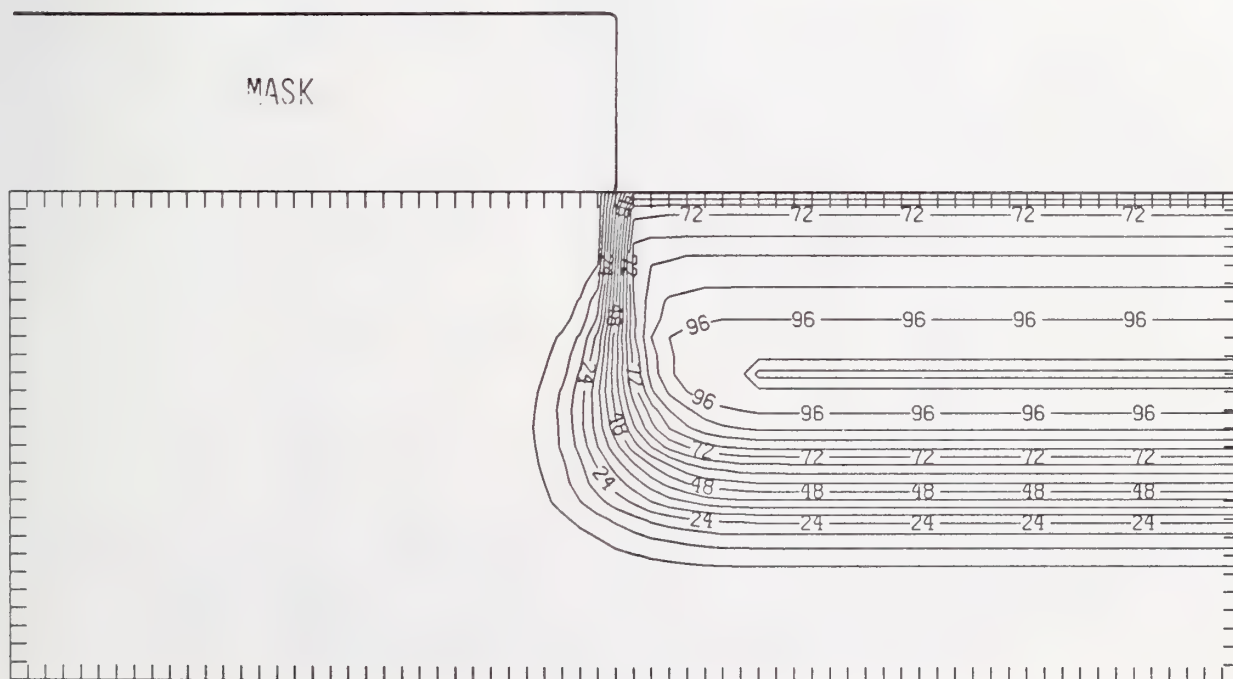 MASK
72 72 72 72 72
24 72
48 96 96 96 96 96
24 72
96 96 96 96 96
48 72 72 72 72 72
24 48 48 48 48 48
24 24 24 24 24